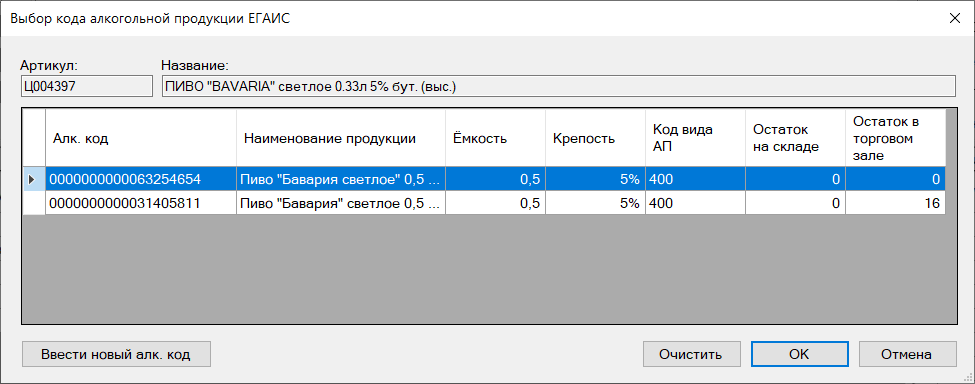 Выбор кода алкогольной продукции ЕГАИС
Артикул: Название:
Ц004397 ПИВО "BAVARIA" светлое 0.33л 5% бут. (выс.)
Алк. код Наименование продукции Ёмкость Крепость Код вида АП Остаток на складе Остаток в торговом зале
0000000000063254654 Пиво "Бавария светлое" 0,5 ... 0,5 5% 400 0 0
0000000000031405811 Пиво "Бавария" светлое 0,5 ... 0,5 5% 400 0 16
Ввести новый алк. код Очистить OK Отмена